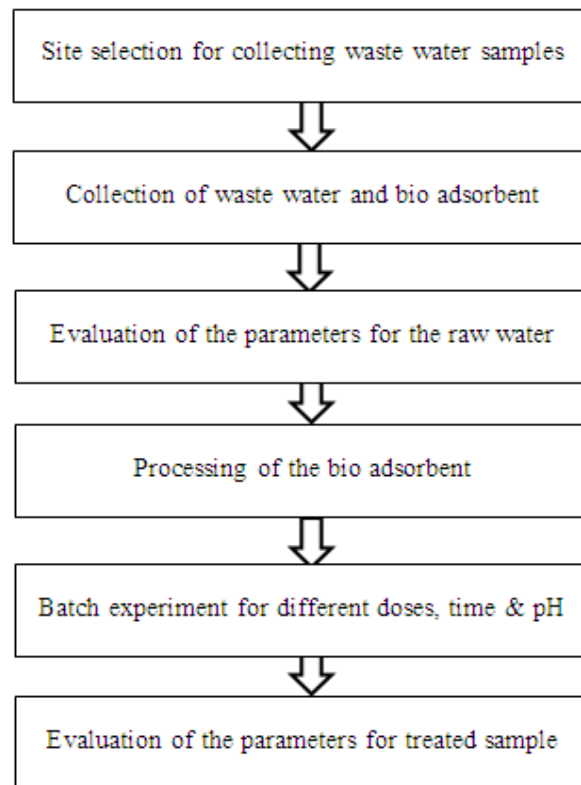 Site selection for collecting waste water samples
Collection of waste water and bio adsorbent
Evaluation of the parameters for the raw water
Processing of the bio adsorbent
Batch experiment for different doses, time & pH
Evaluation of the parameters for treated sample